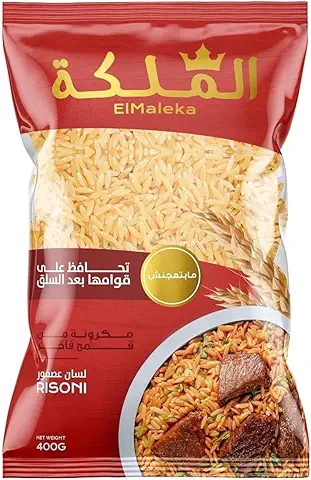 الملكة
ElMaleka
تحافظ على
قوامها بعد السلق
مابتعجنش
مكرونة من
قمح فاخر
لسان عصفور
RISONI
NET WEIGHT
400G